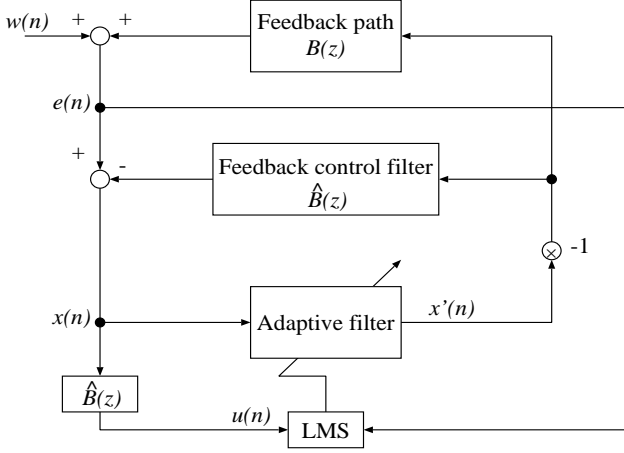 w(n) + +
Feedback path
B(z)
e(n)
+ -
Feedback control filter
B̂(z)
× -1
x(n)
Adaptive filter
x'(n)
B̂(z)
u(n)
LMS